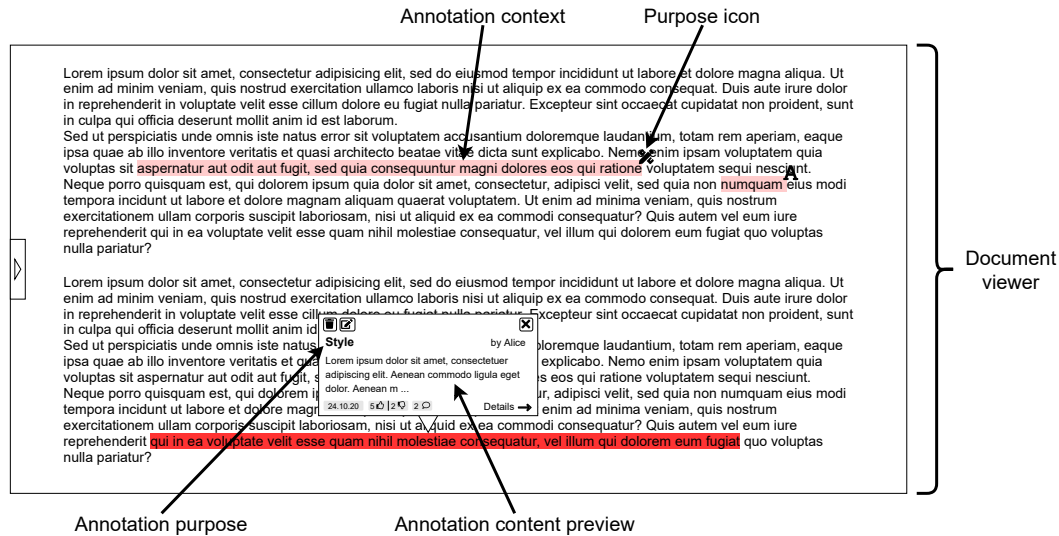 Annotation context
Purpose icon
Lorem ipsum dolor sit amet, consectetur adipisicing elit, sed do eiusmod tempor incididunt ut labore et dolore magna aliqua. Ut
enim ad minim veniam, quis nostrud exercitation ullamco laboris nisi ut aliquip ex ea commodo consequat. Duis aute irure dolor
in reprehenderit in voluptate velit esse cillum dolore eu fugiat nulla pariatur. Excepteur sint occaecat cupidatat non proident, sunt
in culpa qui officia deserunt mollit anim id est laborum.
Sed ut perspiciatis unde omnis iste natus error sit voluptatem accusantium doloremque laudantium, totam rem aperiam, eaque
ipsa quae ab illo inventore veritatis et quasi architecto beatae vitae dicta sunt explicabo. Nemo enim ipsam voluptatem quia
voluptas sit aspernatur aut odit aut fugit, sed quia consequuntur magni dolores eos qui ratione voluptatem sequi nesciunt.
A
Neque porro quisquam est, qui dolorem ipsum quia dolor sit amet, consectetur, adipisci velit, sed quia non numquam eius modi
tempora incidunt ut labore et dolore magnam aliquam quaerat voluptatem. Ut enim ad minima veniam, quis nostrum
exercitationem ullam corporis suscipit laboriosam, nisi ut aliquid ex ea commodi consequatur? Quis autem vel eum iure
reprehenderit qui in ea voluptate velit esse quam nihil molestiae consequatur, vel illum qui dolorem eum fugiat quo voluptas
nulla pariatur?
Document
viewer
Lorem ipsum dolor sit amet, consectetur adipisicing elit, sed do eiusmod tempor incididunt ut labore et dolore magna aliqua. Ut
enim ad minim veniam, quis nostrud exercitation ullamco laboris nisi ut aliquip ex ea commodo consequat. Duis aute irure dolor
in reprehenderit in voluptate velit esse cillum dolore eu fugiat nulla pariatur. Excepteur sint occaecat cupidatat non proident, sunt
in culpa qui officia deserunt mollit anim id
Sed ut perspiciatis unde omnis iste natus doloremque laudantium, totam rem aperiam, eaque
ipsa quae ab illo inventore veritatis et qua explicabo. Nemo enim ipsam voluptatem quia
voluptas sit aspernatur aut odit aut fugit, s es eos qui ratione voluptatem sequi nesciunt.
Neque porro quisquam est, qui dolorem ip velit, sed quia non numquam eius modi
tempora incidunt ut labore et dolore magn enim ad minima veniam, quis nostrum
exercitationem ullam corporis suscipit laboriosam, nisi ut aliquid ex ea commodi consequatur? Quis autem vel eum iure
reprehenderit qui in ea voluptate velit esse quam nihil molestiae consequatur, vel illum qui dolorem eum fugiat quo voluptas
nulla pariatur?
Style
by Alice
Lorem ipsum dolor sit amet, consectetuer
adipiscing elit. Aenean commodo ligula eget
dolor. Aenean m ...
24.10.20 5 | 2 2 Details
Annotation purpose
Annotation content preview